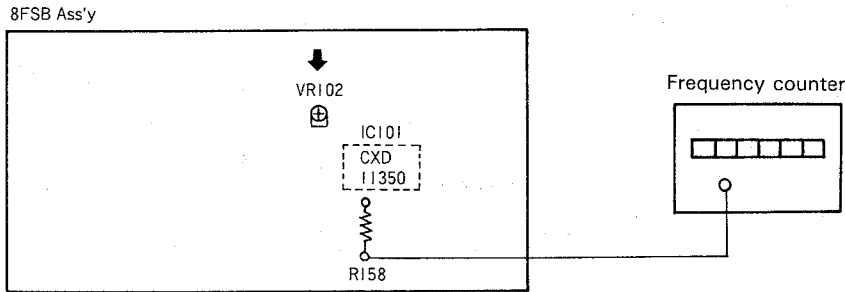 8FSB Ass'y
VR102
IC101
CXD
11350
R158
Frequency counter